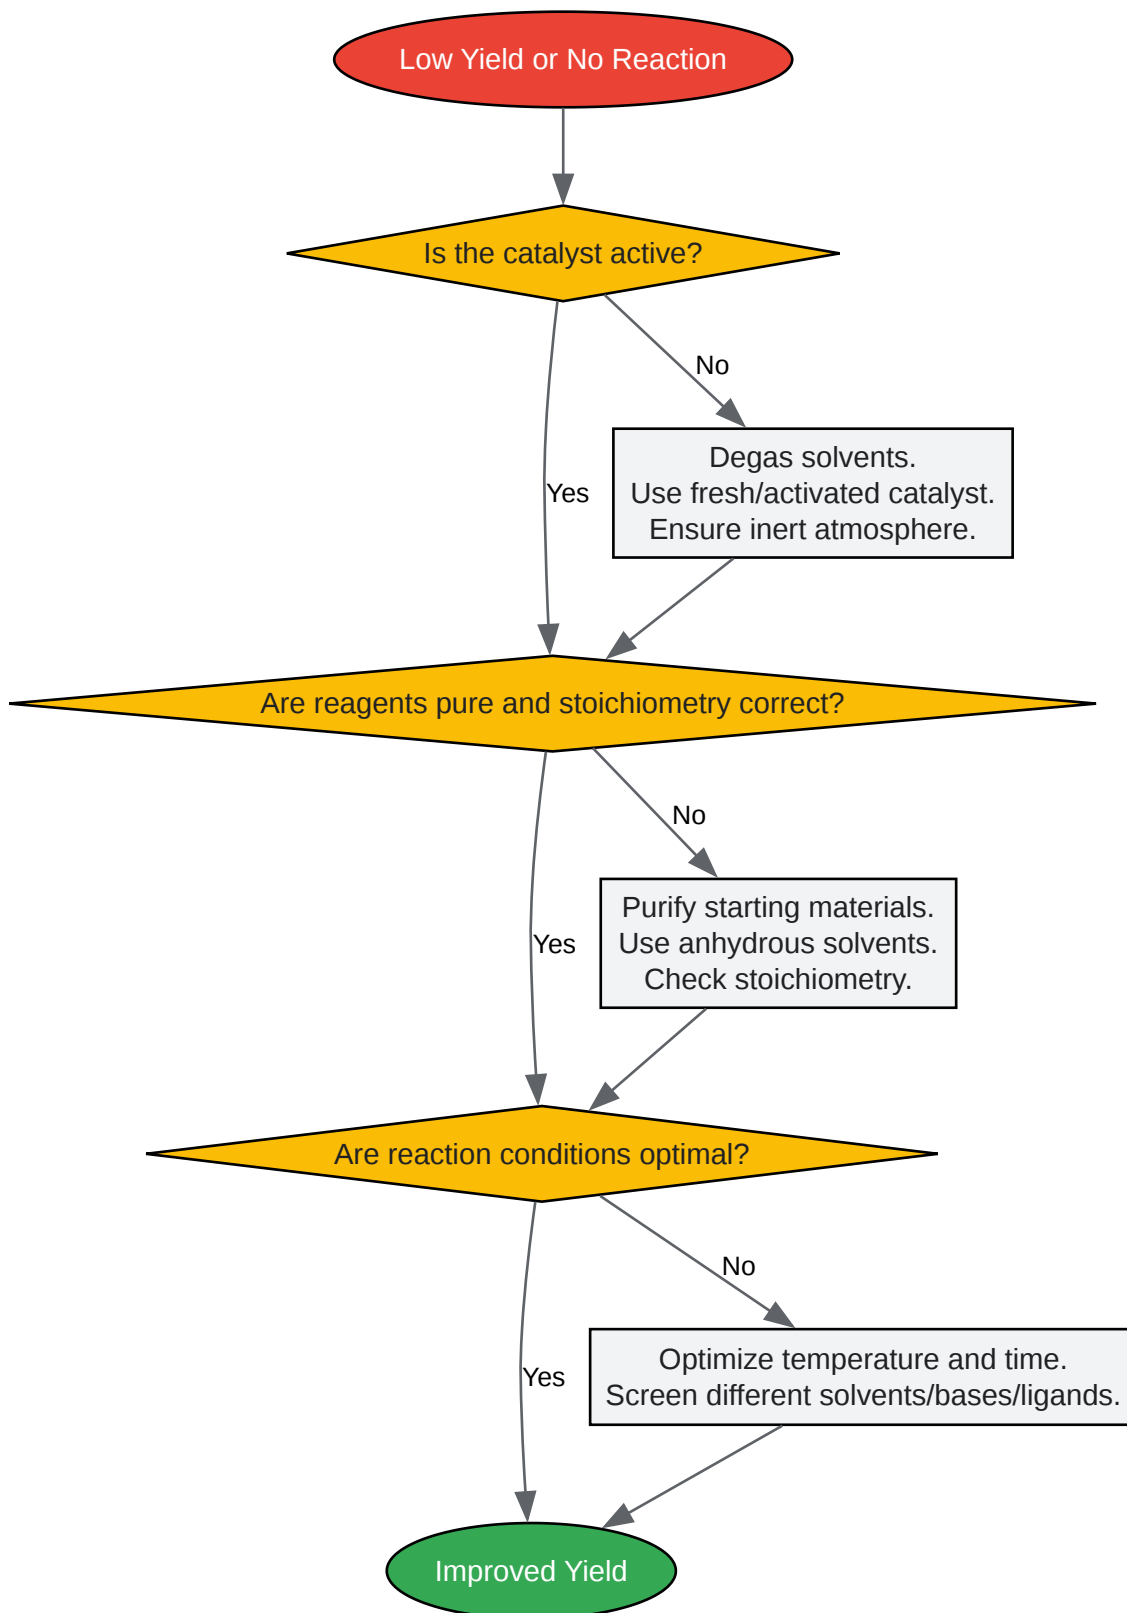 Low Yield or No Reaction
Is the catalyst active?
No
Degas solvents.
Use fresh/activated catalyst.
Ensure inert atmosphere.
Yes
Are reagents pure and stoichiometry correct?
No
Purify starting materials.
Use anhydrous solvents.
Check stoichiometry.
Yes
Are reaction conditions optimal?
No
Optimize temperature and time.
Screen different solvents/bases/ligands.
Yes
Improved Yield